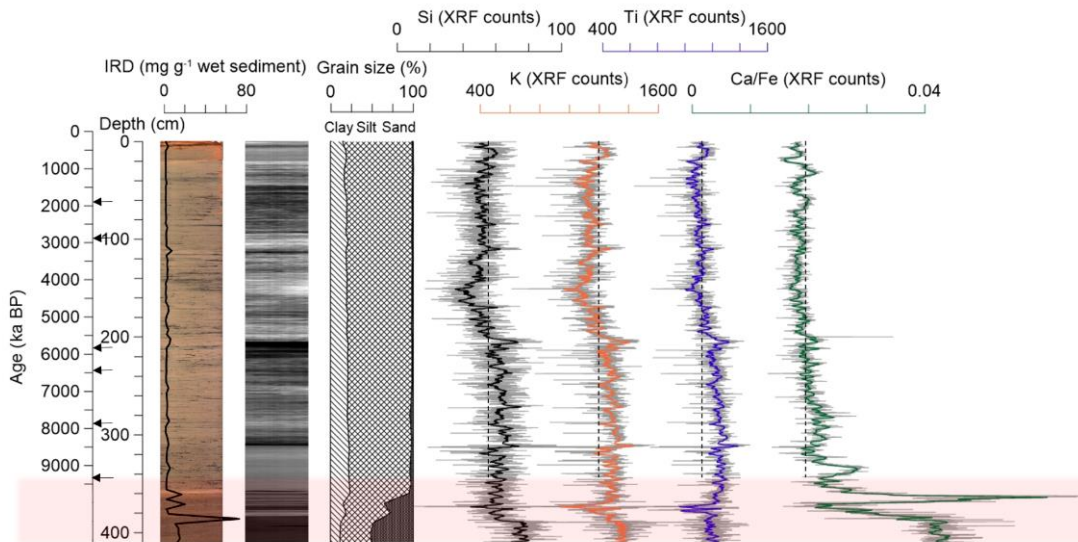 Si (XRF counts) Ti (XRF counts)
0 100 400 1600
IRD (mg g⁻¹ wet sediment) Grain size (%) K (XRF counts) Ca/Fe (XRF counts)
0 80 0 100 400 1600 0 0.04
Depth (cm) Clay Silt Sand
0 0
1000
2000
3000 100
4000
5000
6000 200
7000
8000 300
9000
400
Age (ka BP)